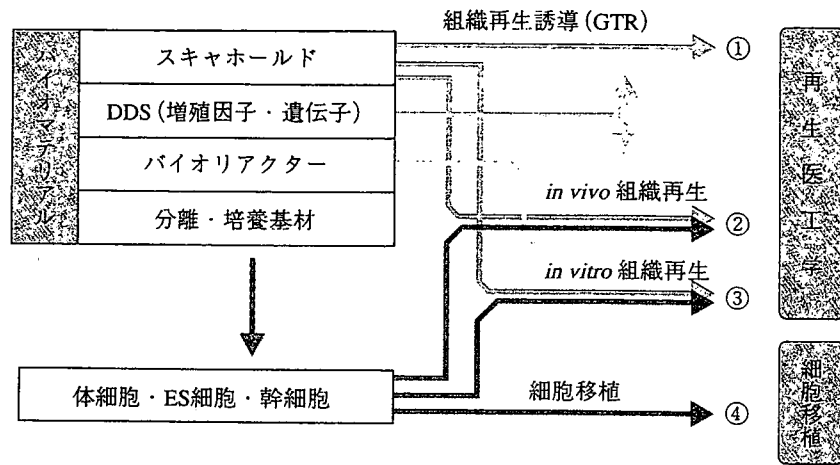 組織再生誘導(GTR)
①
バイオマテリアル
スキャホールド
DDS(増殖因子・遺伝子)
バイオリアクター
分離・培養基材
in vivo 組織再生
②
in vitro 組織再生
③
再生医工学
体細胞・ES細胞・幹細胞
細胞移植
④
細胞移植